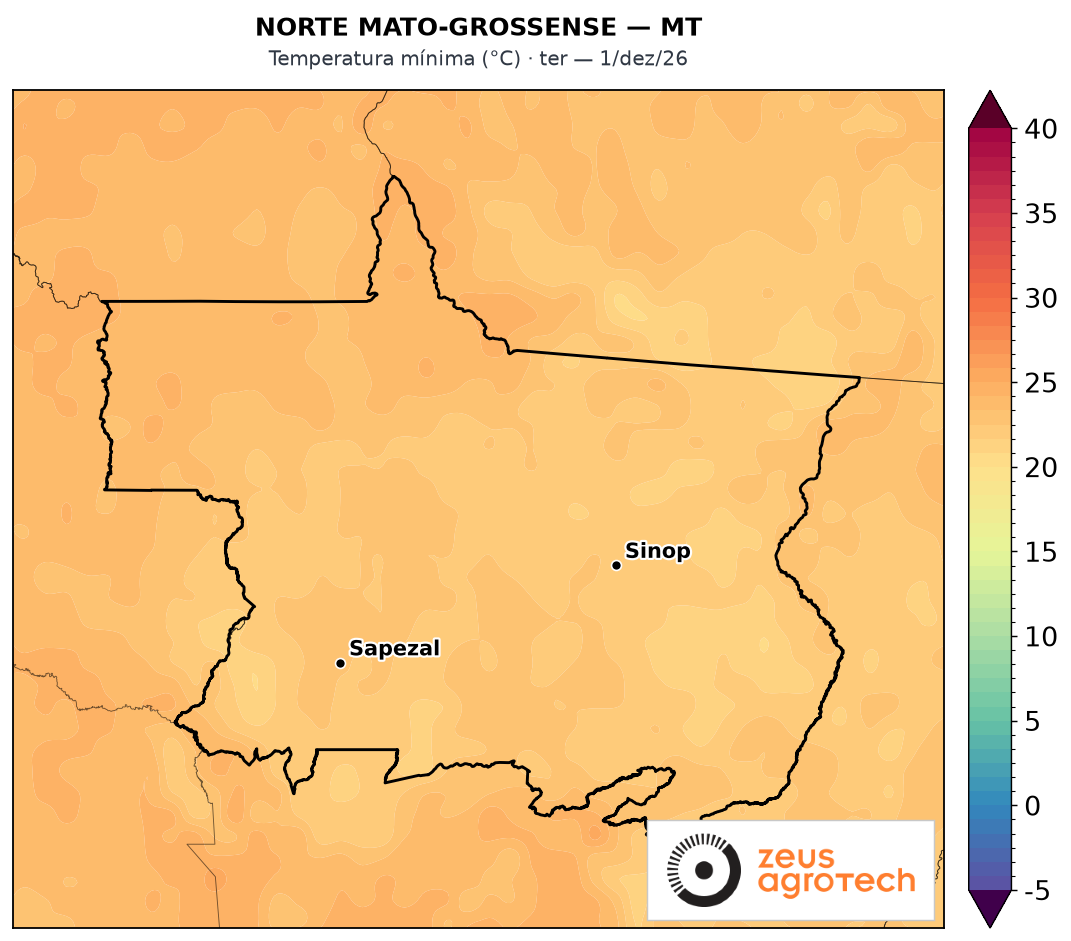 NORTE MATO-GROSSENSE — MT
Temperatura mínima (°C) · ter — 1/dez/26
40
35
30
25
20
15
10
5
0
-5
Sinop
Sapezal
zeus
agrotech